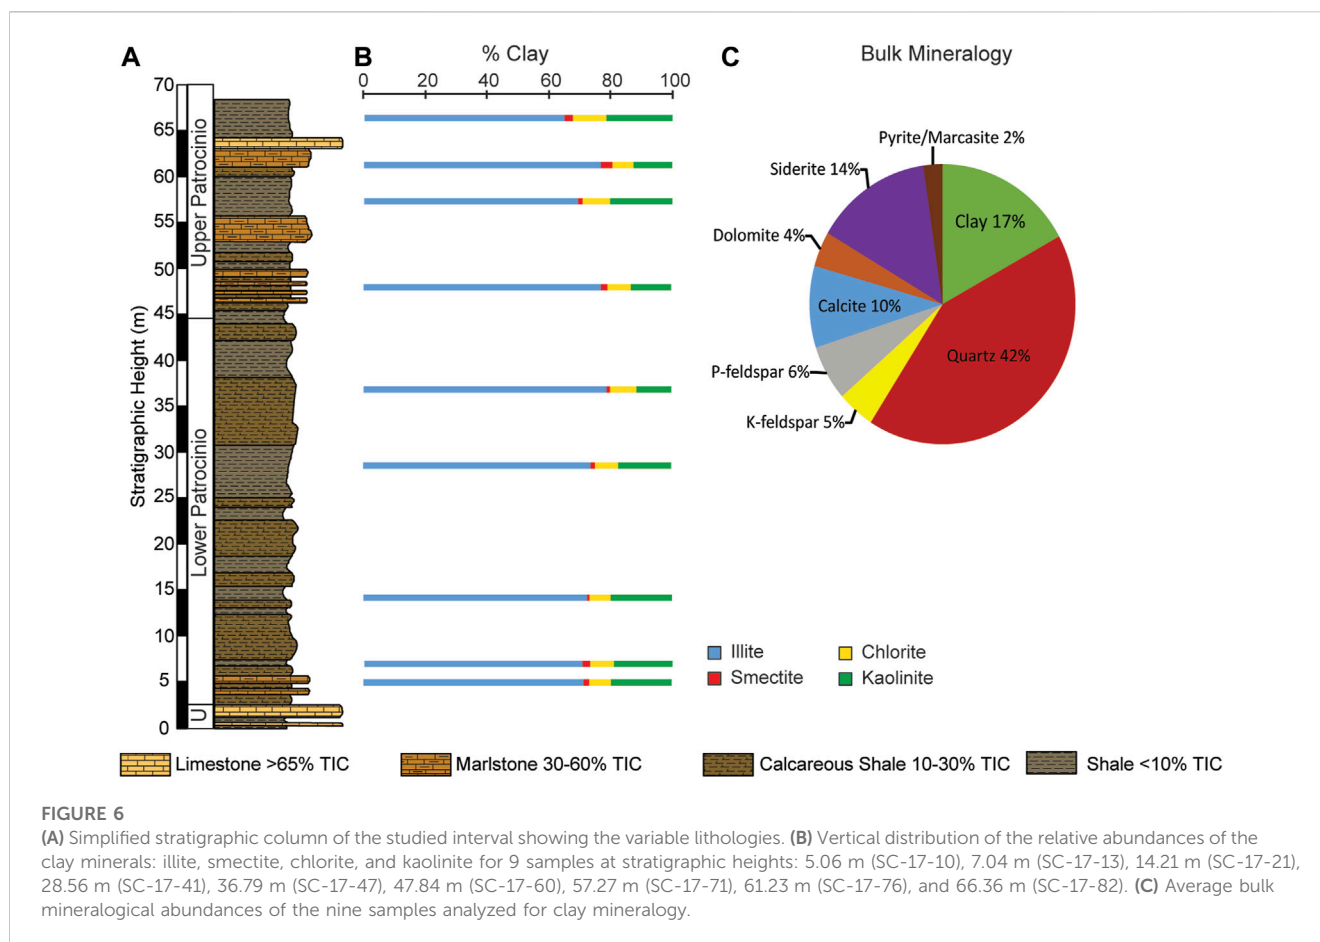 A
B
% Clay
C
Bulk Mineralogy
0 20 40 60 80 100
70
65
60
55
50
45
40
35
30
25
20
15
10
5
0
Stratigraphic Height (m)
Upper Patrocinio
Lower Patrocinio
U
Pyrite/Marcasite 2%
Siderite 14%
Clay 17%
Dolomite 4%
Calcite 10%
Quartz 42%
P-feldspar 6%
K-feldspar 5%
Illite
Chlorite
Smectite
Kaolinite
Limestone >65% TIC
Marlstone 30-60% TIC
Calcareous Shale 10-30% TIC
Shale <10% TIC
FIGURE 6
(A) Simplified stratigraphic column of the studied interval showing the variable lithologies. (B) Vertical distribution of the relative abundances of the
clay minerals: illite, smectite, chlorite, and kaolinite for 9 samples at stratigraphic heights: 5.06 m (SC-17-10), 7.04 m (SC-17-13), 14.21 m (SC-17-21),
28.56 m (SC-17-41), 36.79 m (SC-17-47), 47.84 m (SC-17-60), 57.27 m (SC-17-71), 61.23 m (SC-17-76), and 66.36 m (SC-17-82). (C) Average bulk
mineralogical abundances of the nine samples analyzed for clay mineralogy.